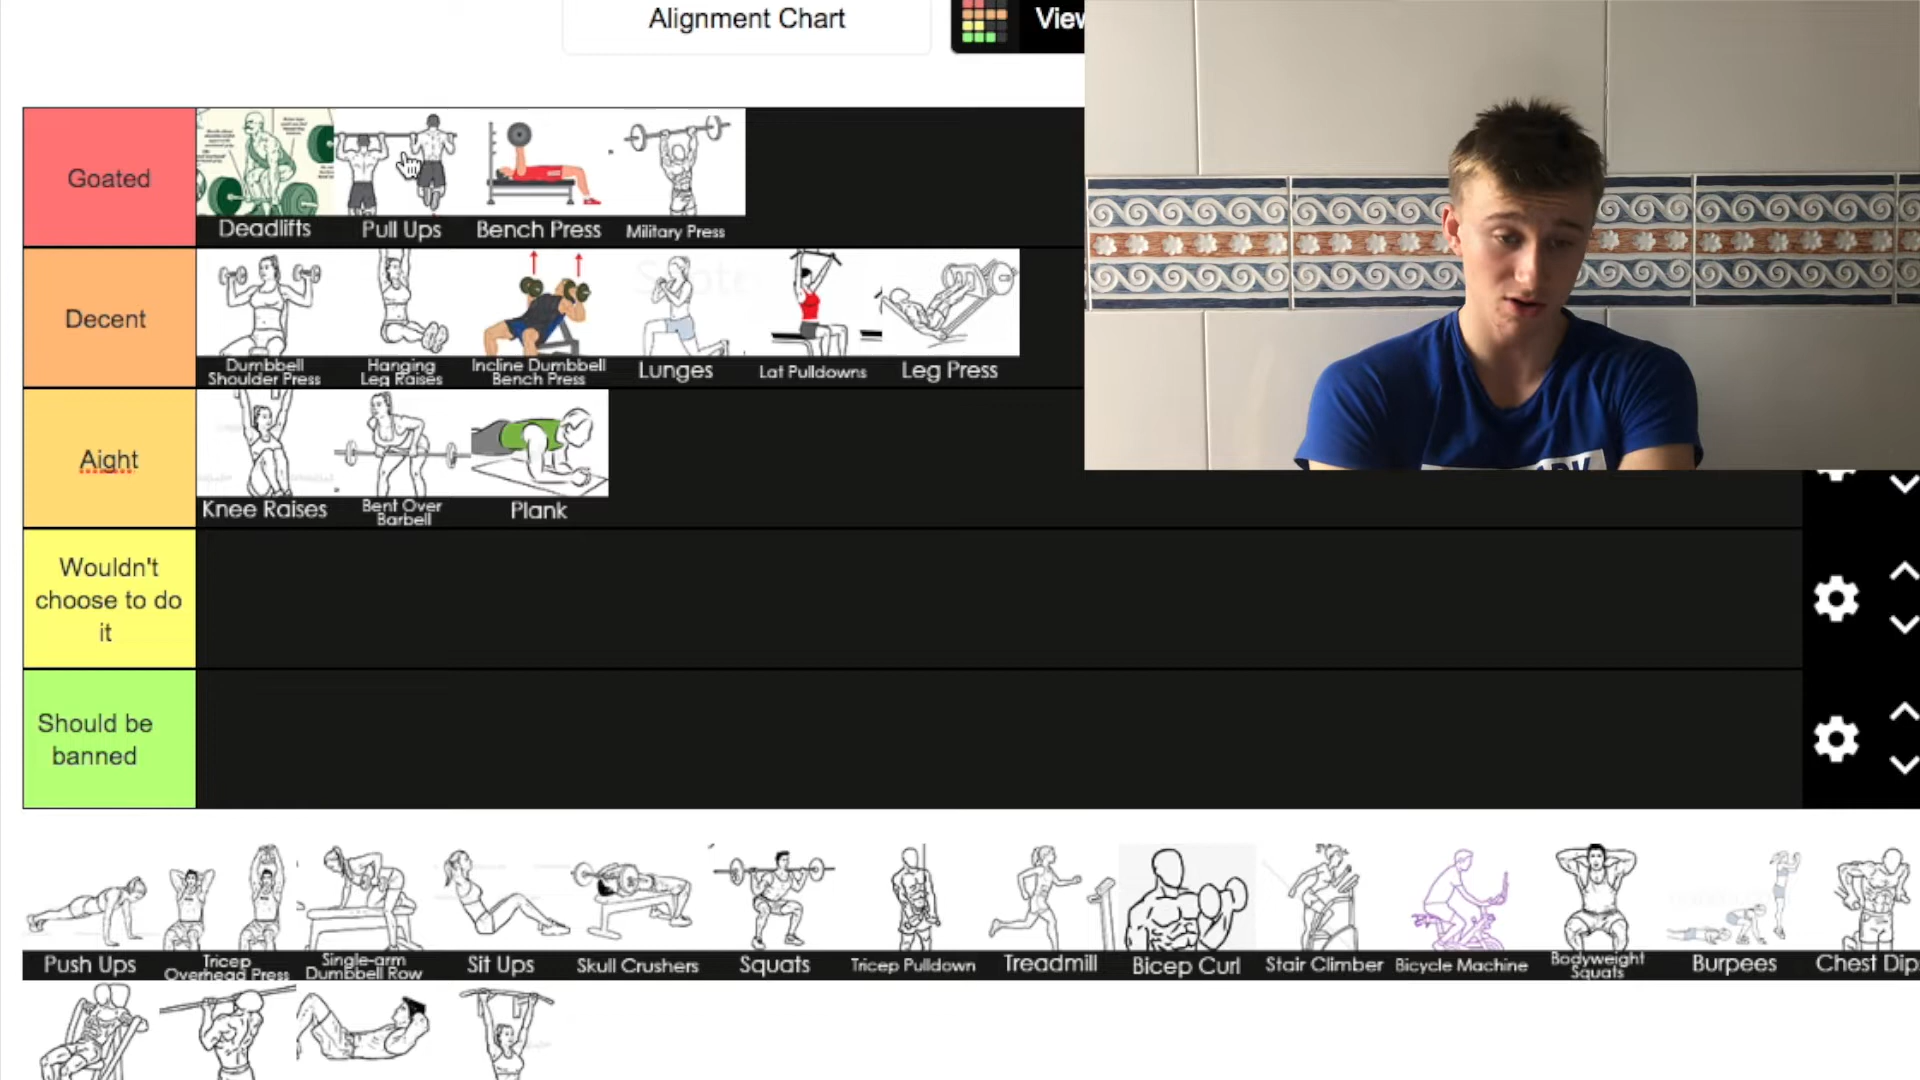 Alignment Chart
View
Goated
Deadlifts
Pull Ups
Bench Press
Military Press
Decent
Dumbbell
Shoulder Press
Hanging
Leg Raises
Incline Dumbbell
Bench Press
Lunges
Lat Pulldowns
Leg Press
Aight
Knee Raises
Bent Over
Barbell
Plank
Wouldn't
choose to do
it
Should be
banned
Push Ups
Tricep
Overhead Press
Single-arm
Dumbbell Row
Sit Ups
Skull Crushers
Squats
Tricep Pulldown
Treadmill
Bicep Curl
Stair Climber
Bicycle Machine
Bodyweight
Squats
Burpees
Chest Dip